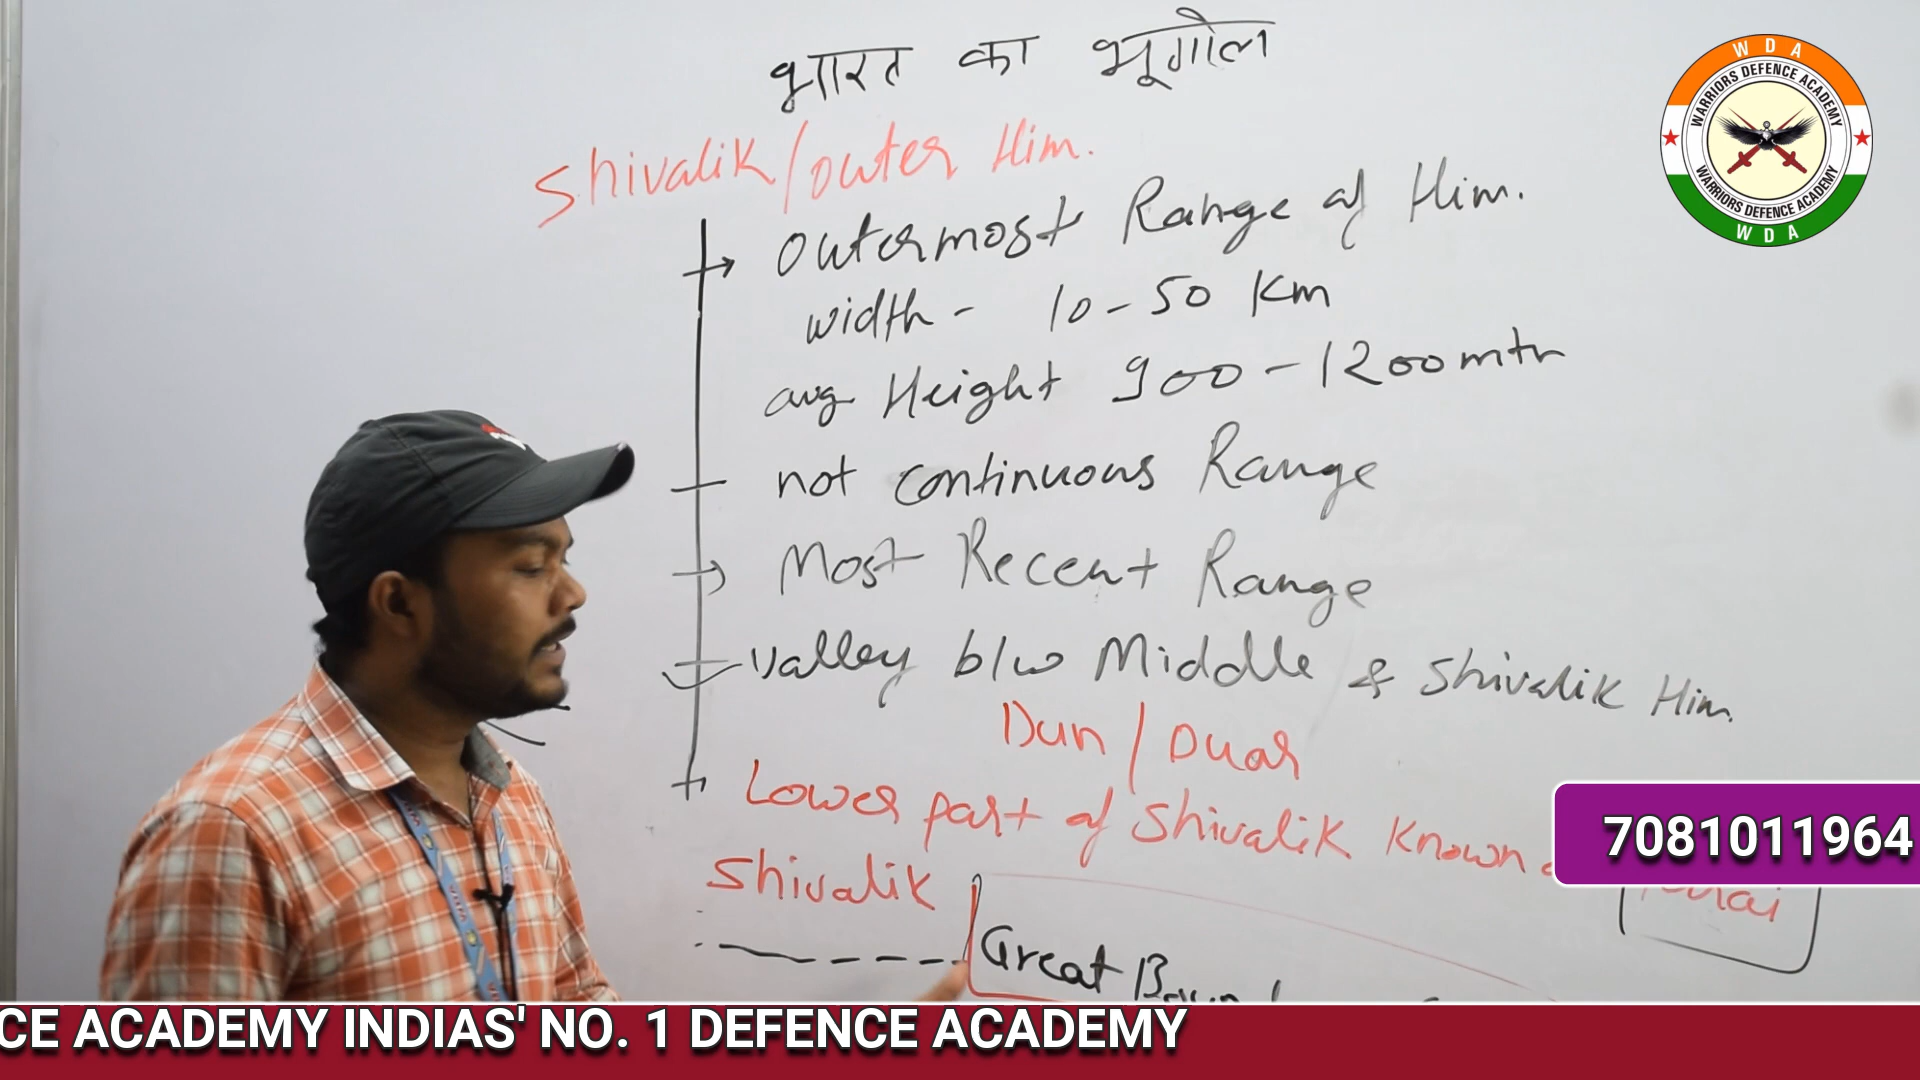 भारत का भूगोल
Shivalik/outer Him.
Outermost Range of Him.
width - 10-50 Km
avg. Height 900-1200 mtr
not continuous Range
Most Recent Range
valley b/w Middle & Shivalik Him.
Dun / Duar
Lower part of Shivalik Known
Shivalik
Great
WDA
WARRIORS DEFENCE ACADEMY
WARRIORS DEFENCE ACADEMY
WDA
7081011964
CE ACADEMY INDIAS' NO. 1 DEFENCE ACADEMY